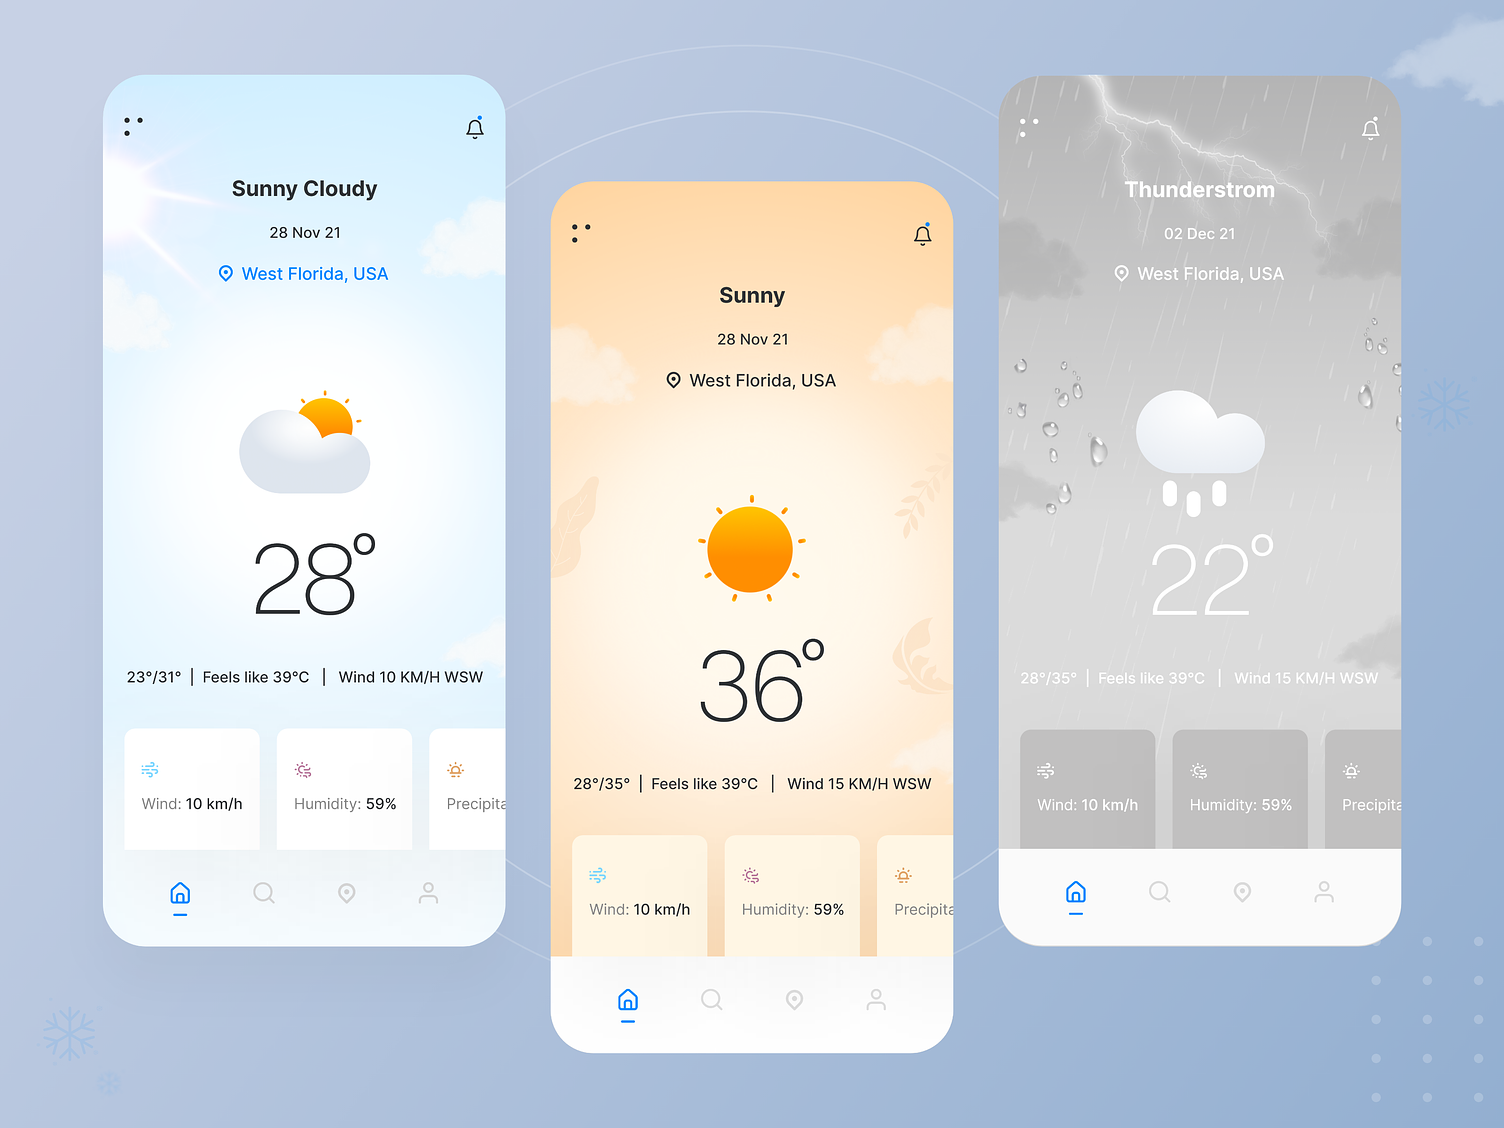 Sunny Cloudy
28 Nov 21
West Florida, USA
28°
23°/31° | Feels like 39°C | Wind 10 KM/H WSW
Wind: 10 km/h
Humidity: 59%
Precipita
Sunny
28 Nov 21
West Florida, USA
36°
28°/35° | Feels like 39°C | Wind 15 KM/H WSW
Wind: 10 km/h
Humidity: 59%
Precipita
Thunderstrom
02 Dec 21
West Florida, USA
22°
28°/35° | Feels like 39°C | Wind 15 KM/H WSW
Wind: 10 km/h
Humidity: 59%
Precipita